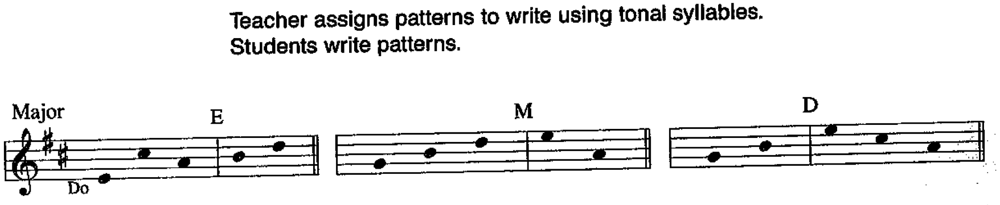 Teacher assigns patterns to write using tonal syllables.
Students write patterns.
Major E M D
Do